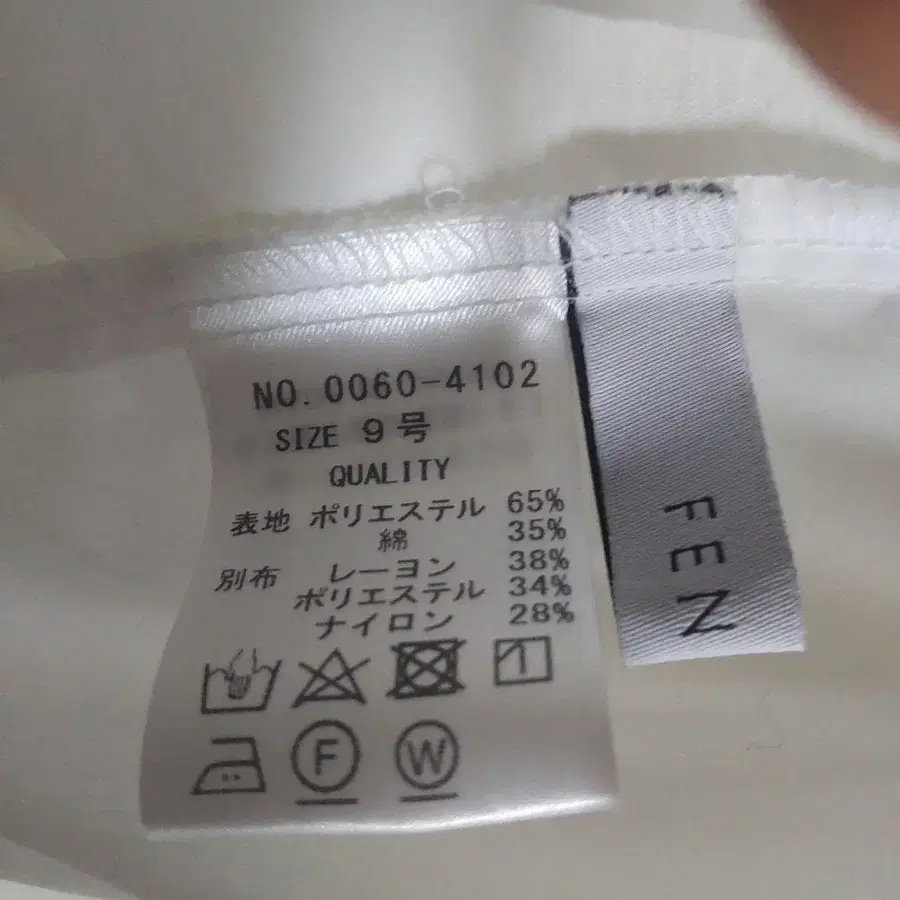 NO. 0060-4102
SIZE 9号
QUALITY
表地 ポリエステル 65%
綿 35%
別布 レーヨン 38%
ポリエステル 34%
ナイロン 28%
F W
FEN